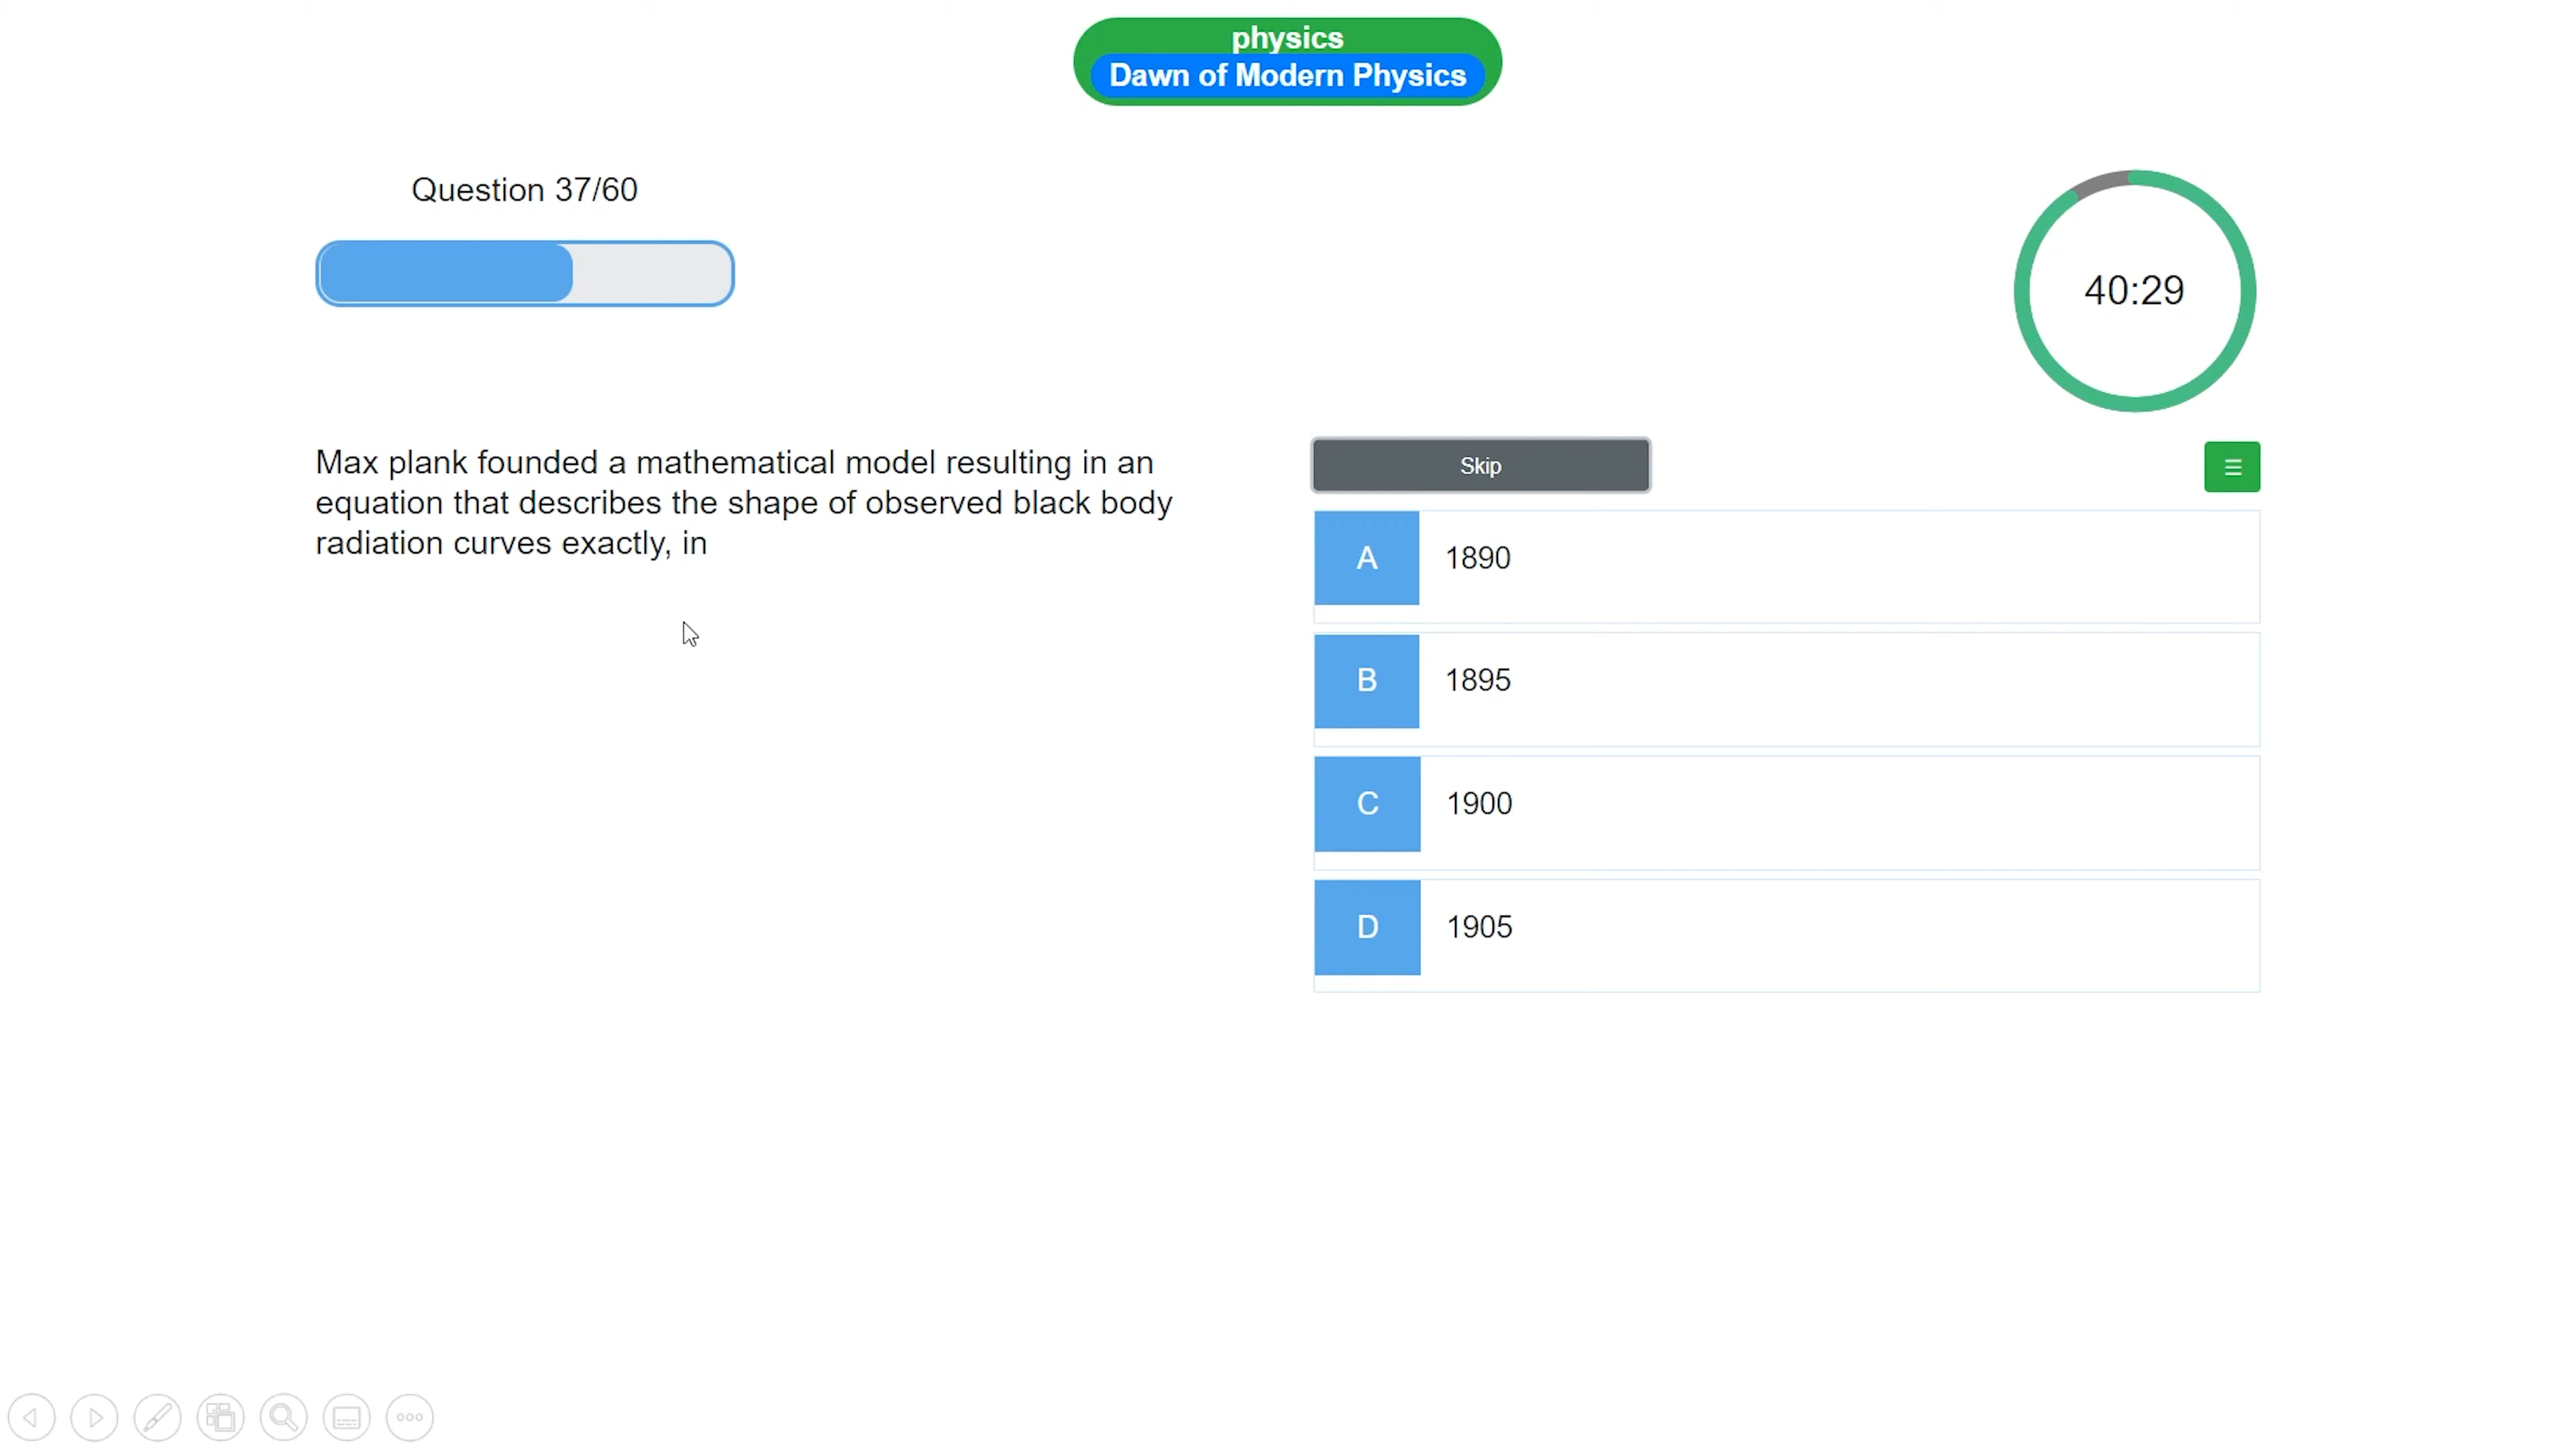 physics
Dawn of Modern Physics
Question 37/60
40:29
Max plank founded a mathematical model resulting in an
equation that describes the shape of observed black body
radiation curves exactly, in
Skip
A 1890
B 1895
C 1900
D 1905